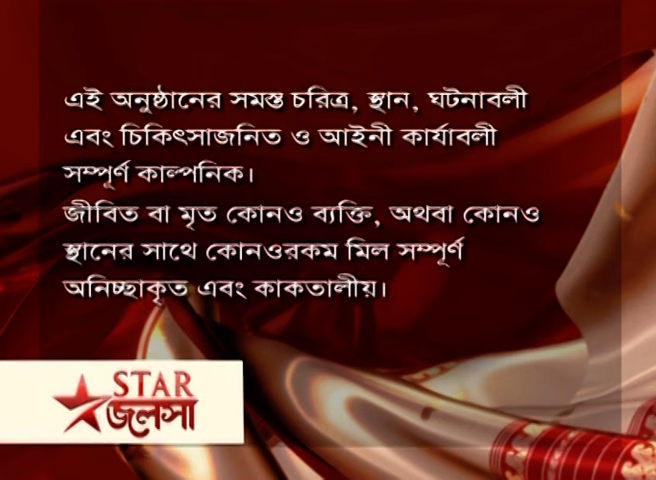 এই অনুষ্ঠানের সমস্ত চরিত্র, স্থান, ঘটনাবলী
এবং চিকিৎসাজনিত ও আইনী কার্যাবলী
সম্পূর্ণ কাল্পনিক।
জীবিত বা মৃত কোনও ব্যক্তি, অথবা কোনও
স্থানের সাথে কোনওরকম মিল সম্পূর্ণ
অনিচ্ছাকৃত এবং কাকতালীয়।
STAR
জলসা